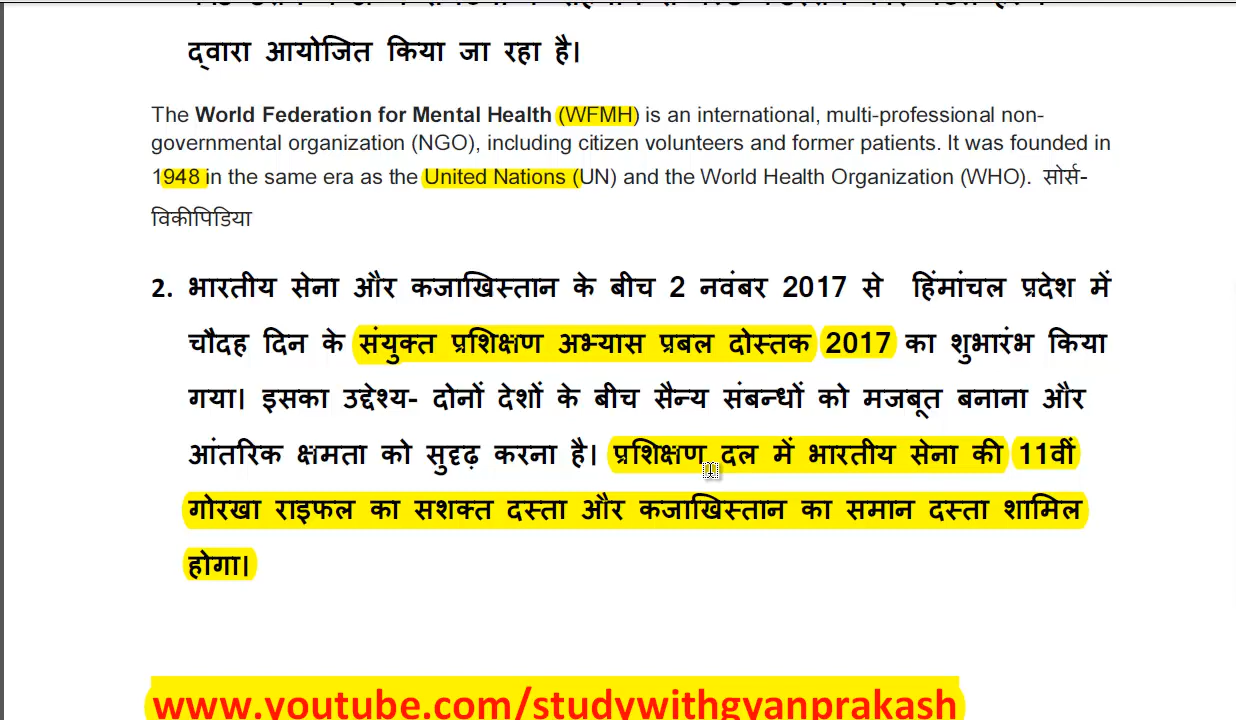 द्वारा आयोजित किया जा रहा है।
The World Federation for Mental Health (WFMH) is an international, multi-professional non-
governmental organization (NGO), including citizen volunteers and former patients. It was founded in
1948 in the same era as the United Nations (UN) and the World Health Organization (WHO). सोर्स-
विकीपिडिया
2. भारतीय सेना और कजाखिस्तान के बीच 2 नवंबर 2017 से हिंमांचल प्रदेश में
चौदह दिन के संयुक्त प्रशिक्षण अभ्यास प्रबल दोस्तक 2017 का शुभारंभ किया
गया। इसका उद्देश्य- दोनों देशों के बीच सैन्य संबन्धों को मजबूत बनाना और
आंतरिक क्षमता को सुदृढ़ करना है। प्रशिक्षण दल में भारतीय सेना की 11वीं
गोरखा राइफल का सशक्त दस्ता और कजाखिस्तान का समान दस्ता शामिल
होगा।
www.youtube.com/studywithgyanprakash